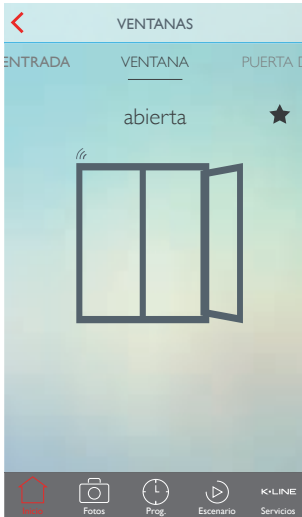 VENTANAS
ENTRADA VENTANA PUERTA D
abierta
K•LINE
Fotos Prog. Escenario Servicios